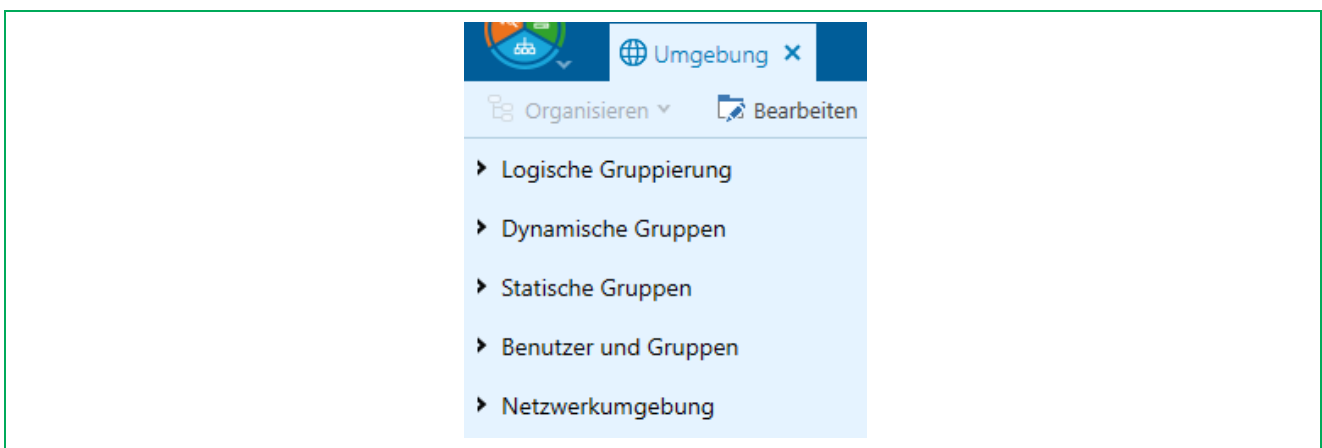 Umgebung
Organisieren Bearbeiten
Logische Gruppierung
Dynamische Gruppen
Statische Gruppen
Benutzer und Gruppen
Netzwerkumgebung